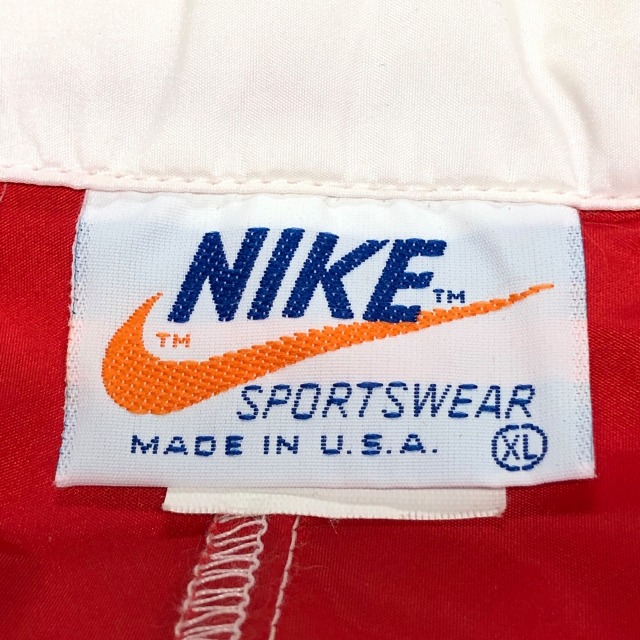 NIKE™
™
SPORTSWEAR
MADE IN U.S.A. XL